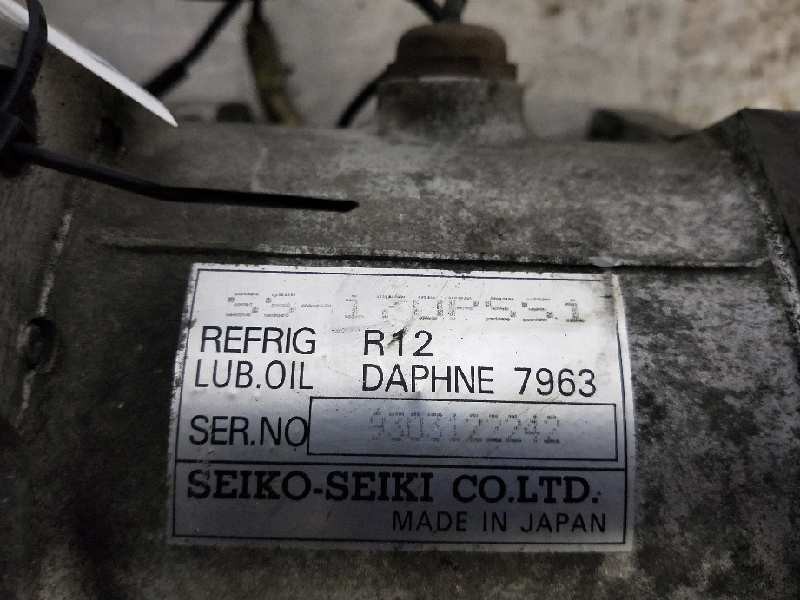 REFRIG R12
LUB.OIL DAPHNE 7963
SER.NO
SEIKO-SEIKI CO.LTD.
MADE IN JAPAN